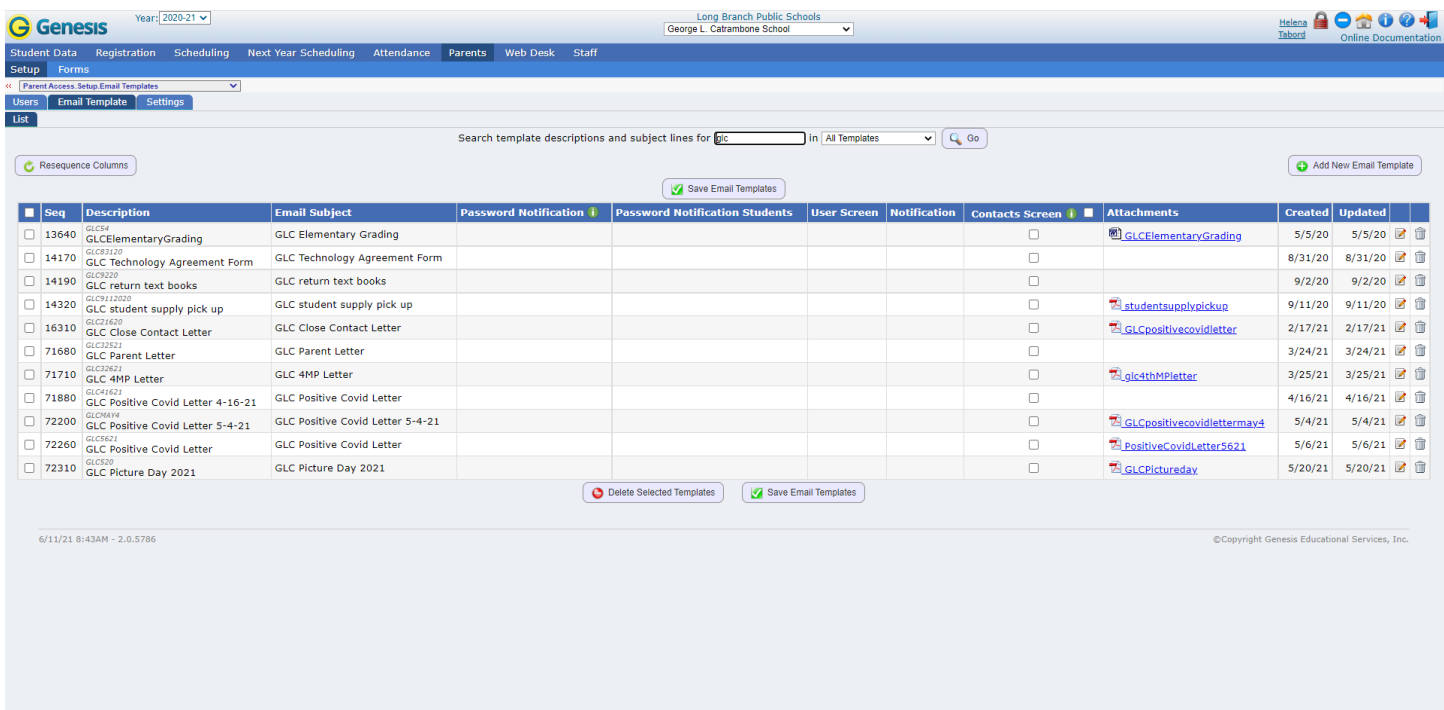 Genesis
Year: 2020-21
Long Branch Public Schools
George L. Catrambone School
Helena Tabord
Online Documentation
Student Data Registration Scheduling Next Year Scheduling Attendance Parents Web Desk Staff
Setup Forms
Parent Access.Setup.Email Templates
Users Email Template Settings
List
Search template descriptions and subject lines for glc in All Templates Go
Resequence Columns
Add New Email Template
Save Email Templates
Seq Description Email Subject Password Notification Password Notification Students User Screen Notification Contacts Screen Attachments Created Updated
GLC54
13640 GLCElementaryGrading GLC Elementary Grading GLCElementaryGrading 5/5/20 5/5/20
GLC83120
14170 GLC Technology Agreement Form GLC Technology Agreement Form 8/31/20 8/31/20
GLC9220
14190 GLC return text books GLC return text books 9/2/20 9/2/20
GLC9112020
14320 GLC student supply pick up GLC student supply pick up studentsupplypickup 9/11/20 9/11/20
GLC21620
16310 GLC Close Contact Letter GLC Close Contact Letter GLCpositivecovidletter 2/17/21 2/17/21
GLC32521
71680 GLC Parent Letter GLC Parent Letter 3/24/21 3/24/21
GLC32621
71710 GLC 4MP Letter GLC 4MP Letter glc4thMPletter 3/25/21 3/25/21
GLC41621
71880 GLC Positive Covid Letter 4-16-21 GLC Positive Covid Letter 4/16/21 4/16/21
GLCMAY4
72200 GLC Positive Covid Letter 5-4-21 GLC Positive Covid Letter 5-4-21 GLCpositivecovidlettermay4 5/4/21 5/4/21
GLC5621
72260 GLC Positive Covid Letter GLC Positive Covid Letter PositiveCovidLetter5621 5/6/21 5/6/21
GLC520
72310 GLC Picture Day 2021 GLC Picture Day 2021 GLCPictureday 5/20/21 5/20/21
Delete Selected Templates Save Email Templates
6/11/21 8:43AM - 2.0.5786
©Copyright Genesis Educational Services, Inc.